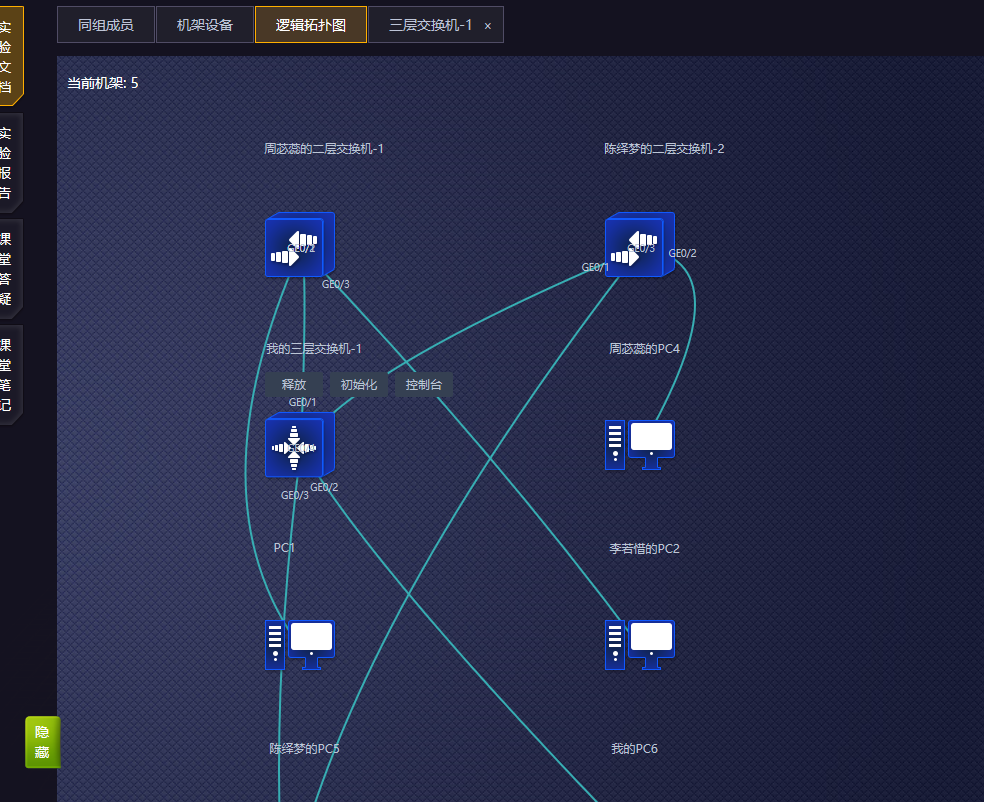 同组成员
机架设备
逻辑拓扑图
三层交换机-1 ×
实验文档
实验报告
课堂答疑
课堂笔记
当前机架: 5
周苾蕊的二层交换机-1
陈绎梦的二层交换机-2
GE0/2
GE0/3
GE0/1
GE0/3
GE0/2
我的三层交换机-1
周苾蕊的PC4
释放
初始化
控制台
GE0/1
GE0/3
GE0/2
PC1
李若惜的PC2
隐藏
陈绎梦的PC5
我的PC6